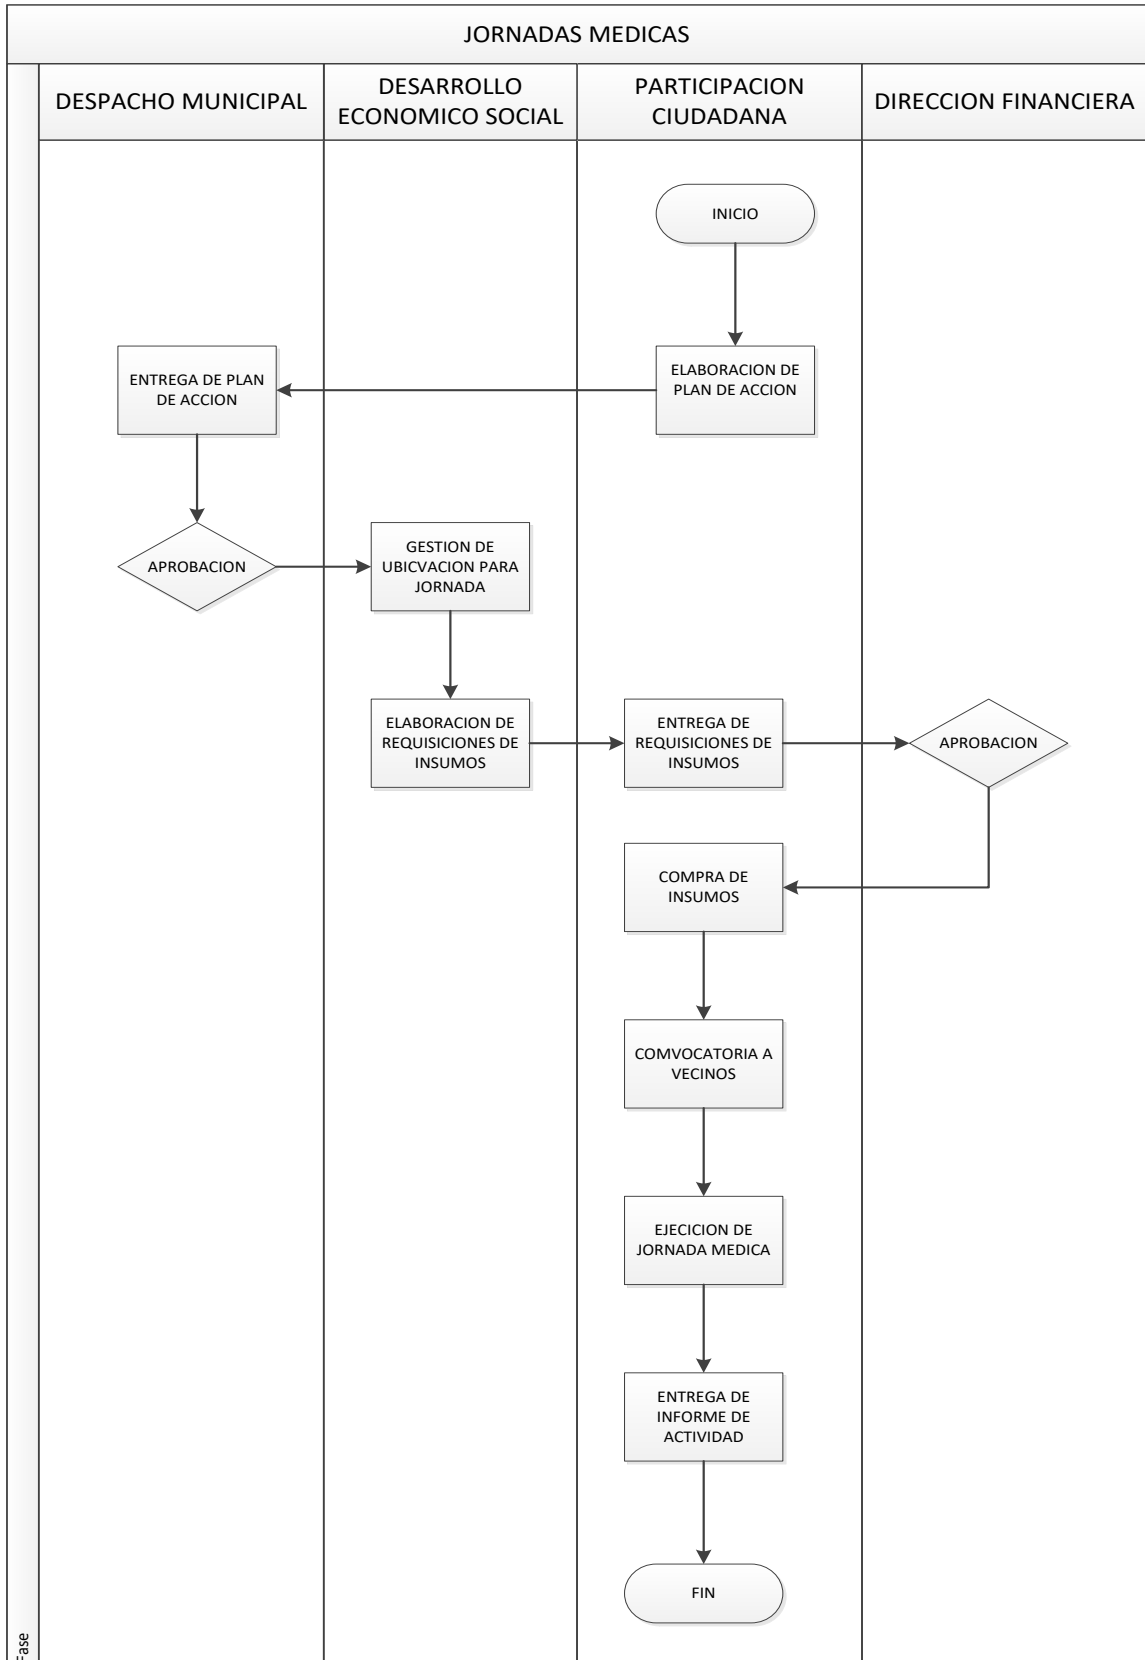 JORNADAS MEDICAS
DESPACHO MUNICIPAL
DESARROLLO
ECONOMICO SOCIAL
PARTICIPACION
CIUDADANA
DIRECCION FINANCIERA
INICIO
ELABORACION DE
PLAN DE ACCION
ENTREGA DE PLAN
DE ACCION
APROBACION
GESTION DE
UBICVACION PARA
JORNADA
ELABORACION DE
REQUISICIONES DE
INSUMOS
ENTREGA DE
REQUISICIONES DE
INSUMOS
APROBACION
COMPRA DE
INSUMOS
COMVOCATORIA A
VECINOS
EJECICION DE
JORNADA MEDICA
ENTREGA DE
INFORME DE
ACTIVIDAD
FIN
Fase